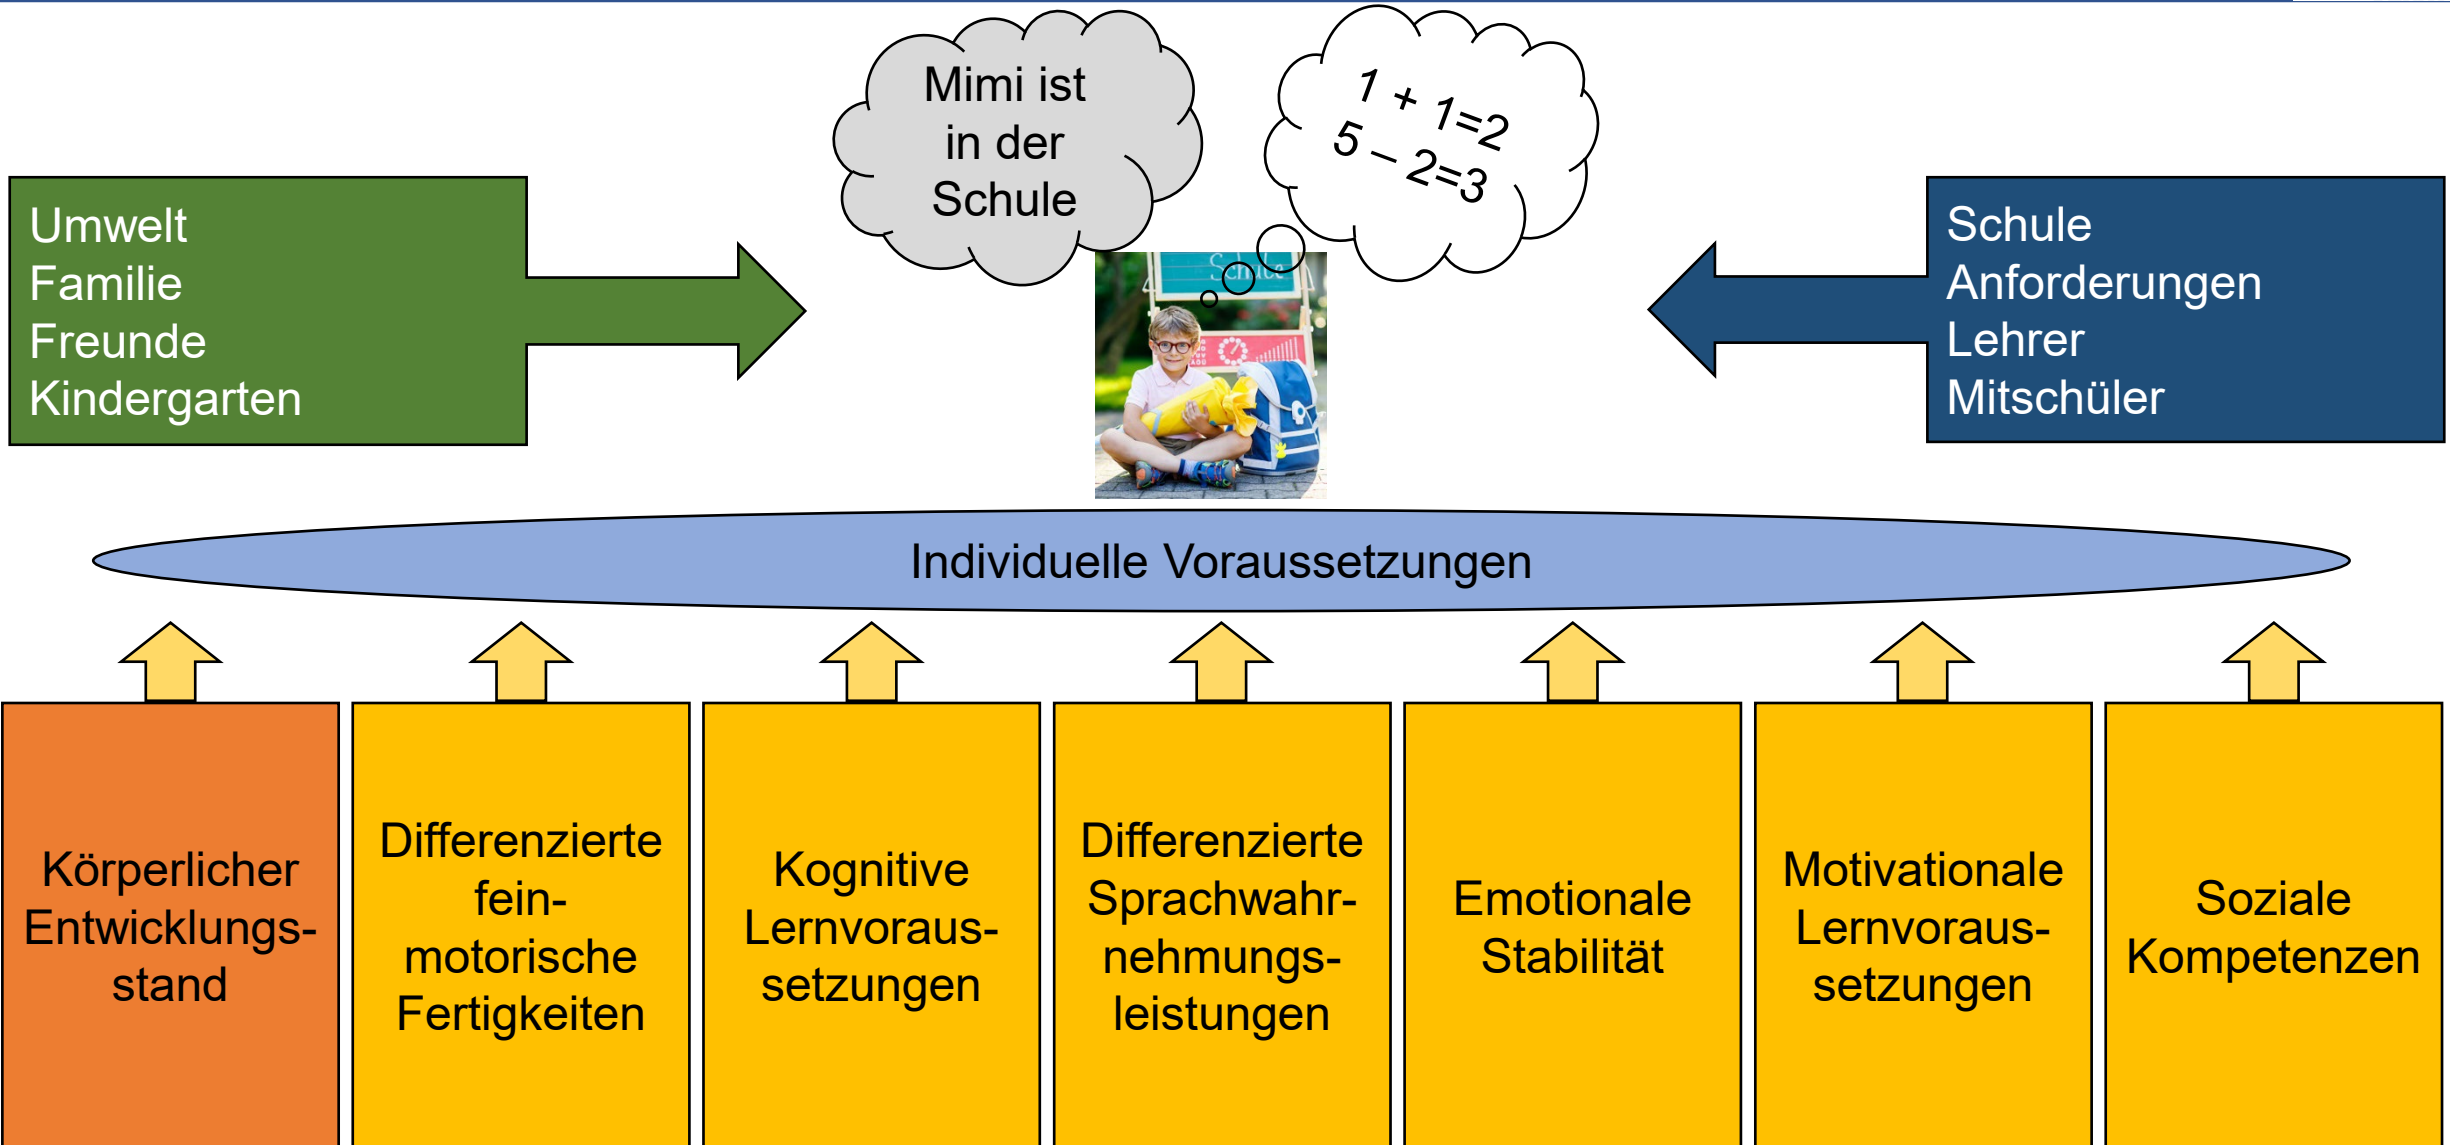 Mimi ist
in der
Schule
1 + 1=2
5 – 2=3
Umwelt
Familie
Freunde
Kindergarten
Schule
Schule
Anforderungen
Lehrer
Mitschüler
Individuelle Voraussetzungen
Körperlicher
Entwicklungs-
stand
Differenzierte
fein-
motorische
Fertigkeiten
Kognitive
Lernvoraus-
setzungen
Differenzierte
Sprachwahr-
nehmungs-
leistungen
Emotionale
Stabilität
Motivationale
Lernvoraus-
setzungen
Soziale
Kompetenzen